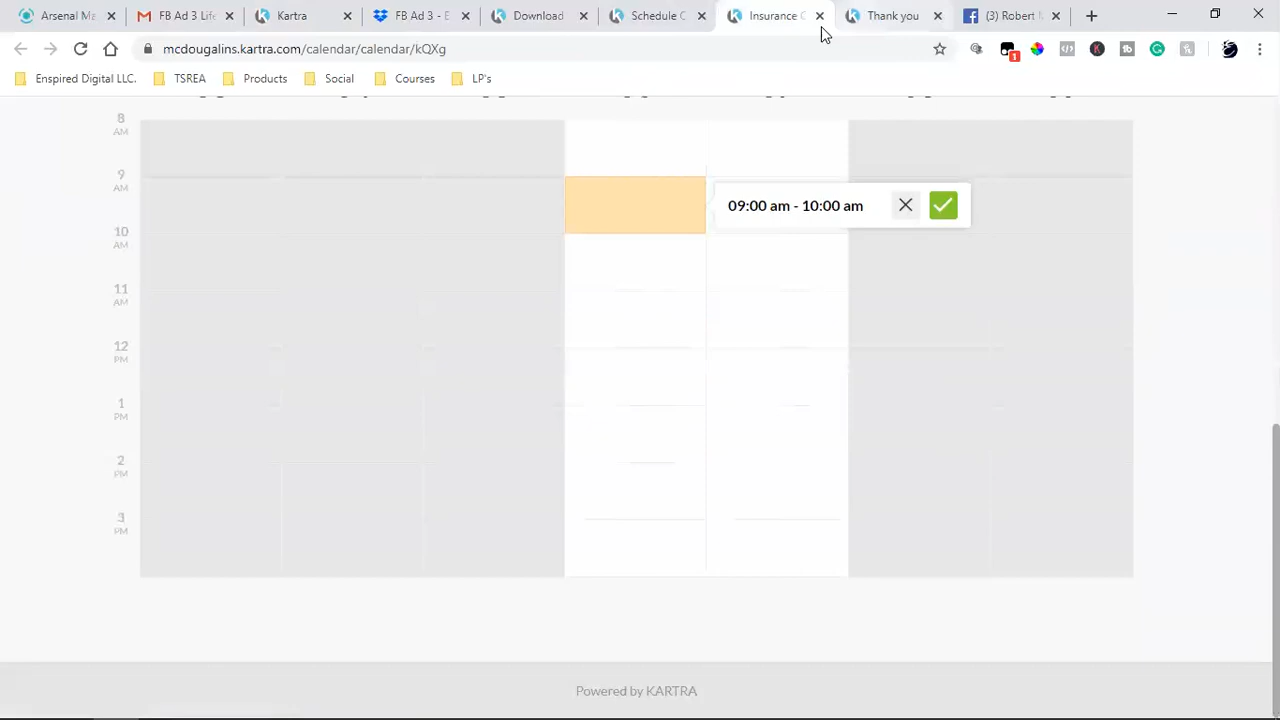 Arsenal Ma
FB Ad 3 Life
Kartra
FB Ad 3 - E
Download
Schedule C
Insurance C
Thank you
(3) Robert
mcdougalins.kartra.com/calendar/calendar/kQXg
1
Enspired Digital LLC.
TSREA
Products
Social
Courses
LP's
8
AM
9
AM
09:00 am - 10:00 am
10
AM
11
AM
12
PM
1
PM
2
PM
3
PM
Powered by KARTRA